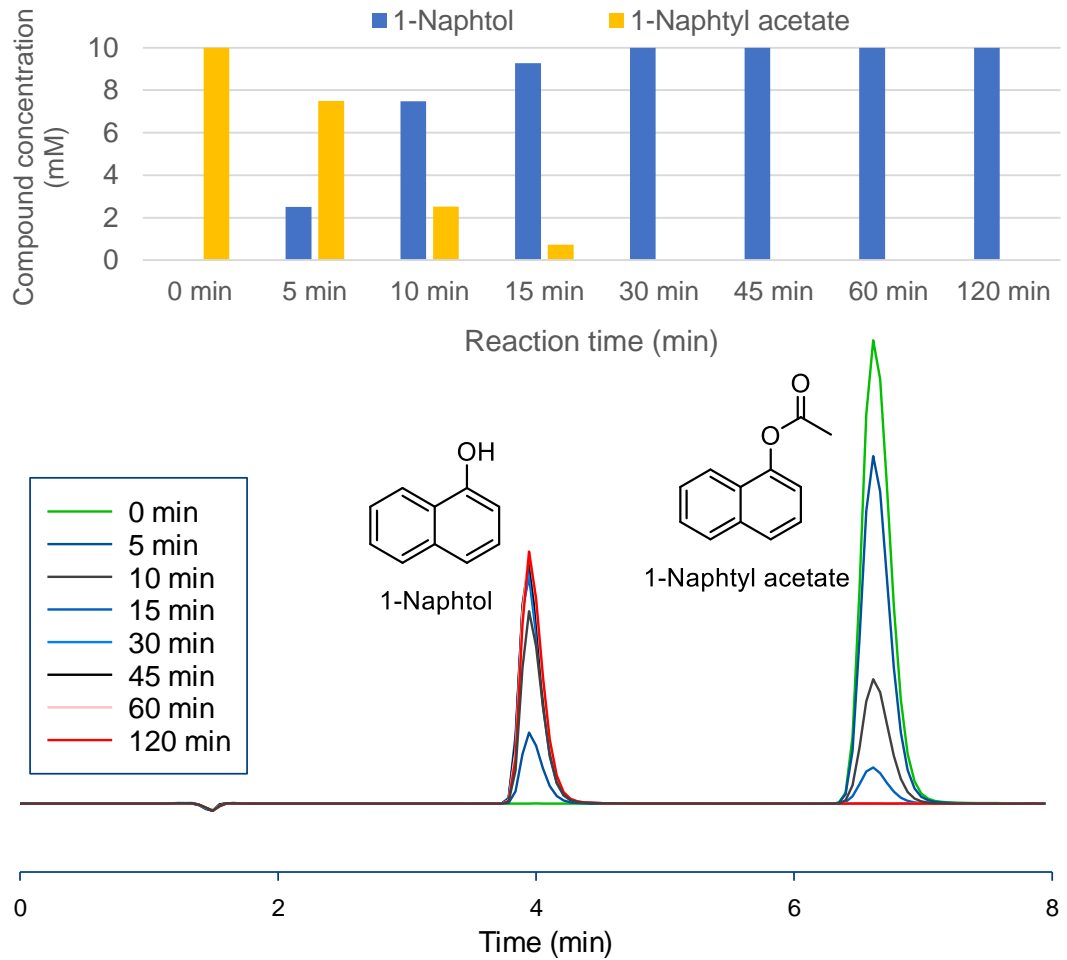 1-Naphtol 1-Naphtyl acetate
Compound concentration
(mM)
10
8
6
4
2
0
0 min 5 min 10 min 15 min 30 min 45 min 60 min 120 min
Reaction time (min)
O
O
OH
1-Naphtol
1-Naphtyl acetate
0 min
5 min
10 min
15 min
30 min
45 min
60 min
120 min
0 2 4 6 8
Time (min)